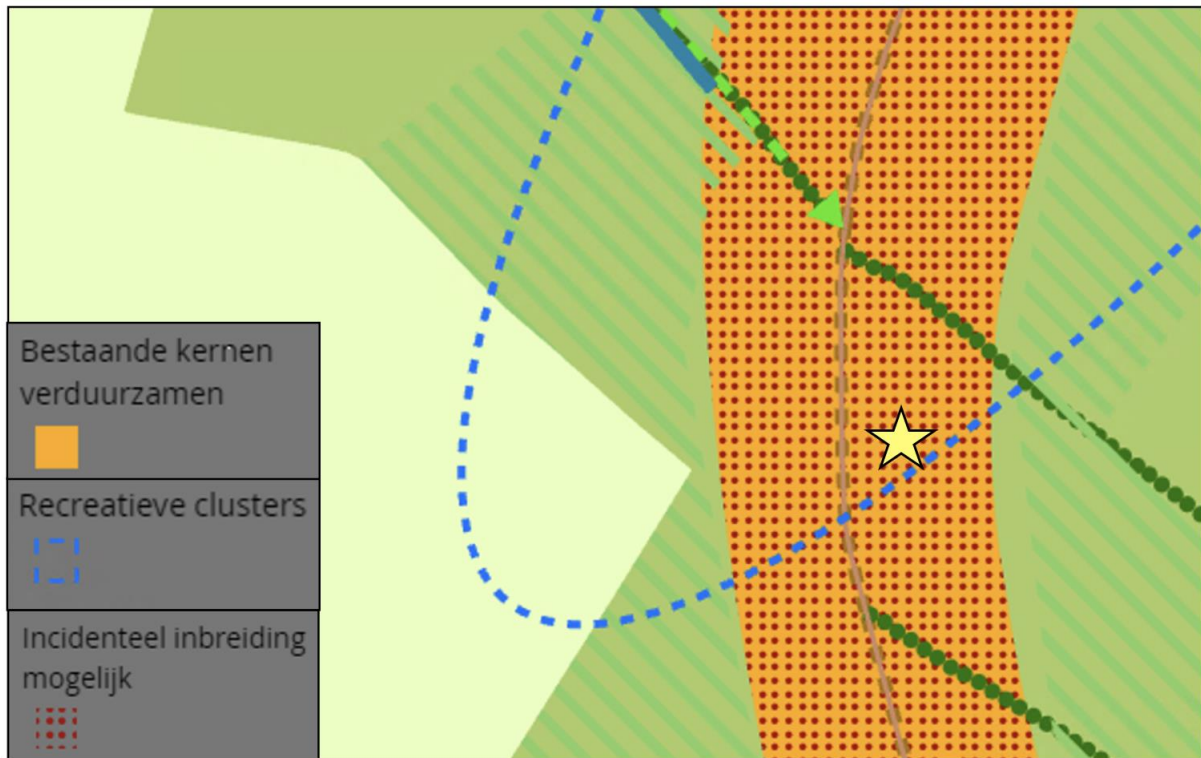 Bestaande kernen
verduurzamen
Recreatieve clusters
Incidenteel inbreiding
mogelijk